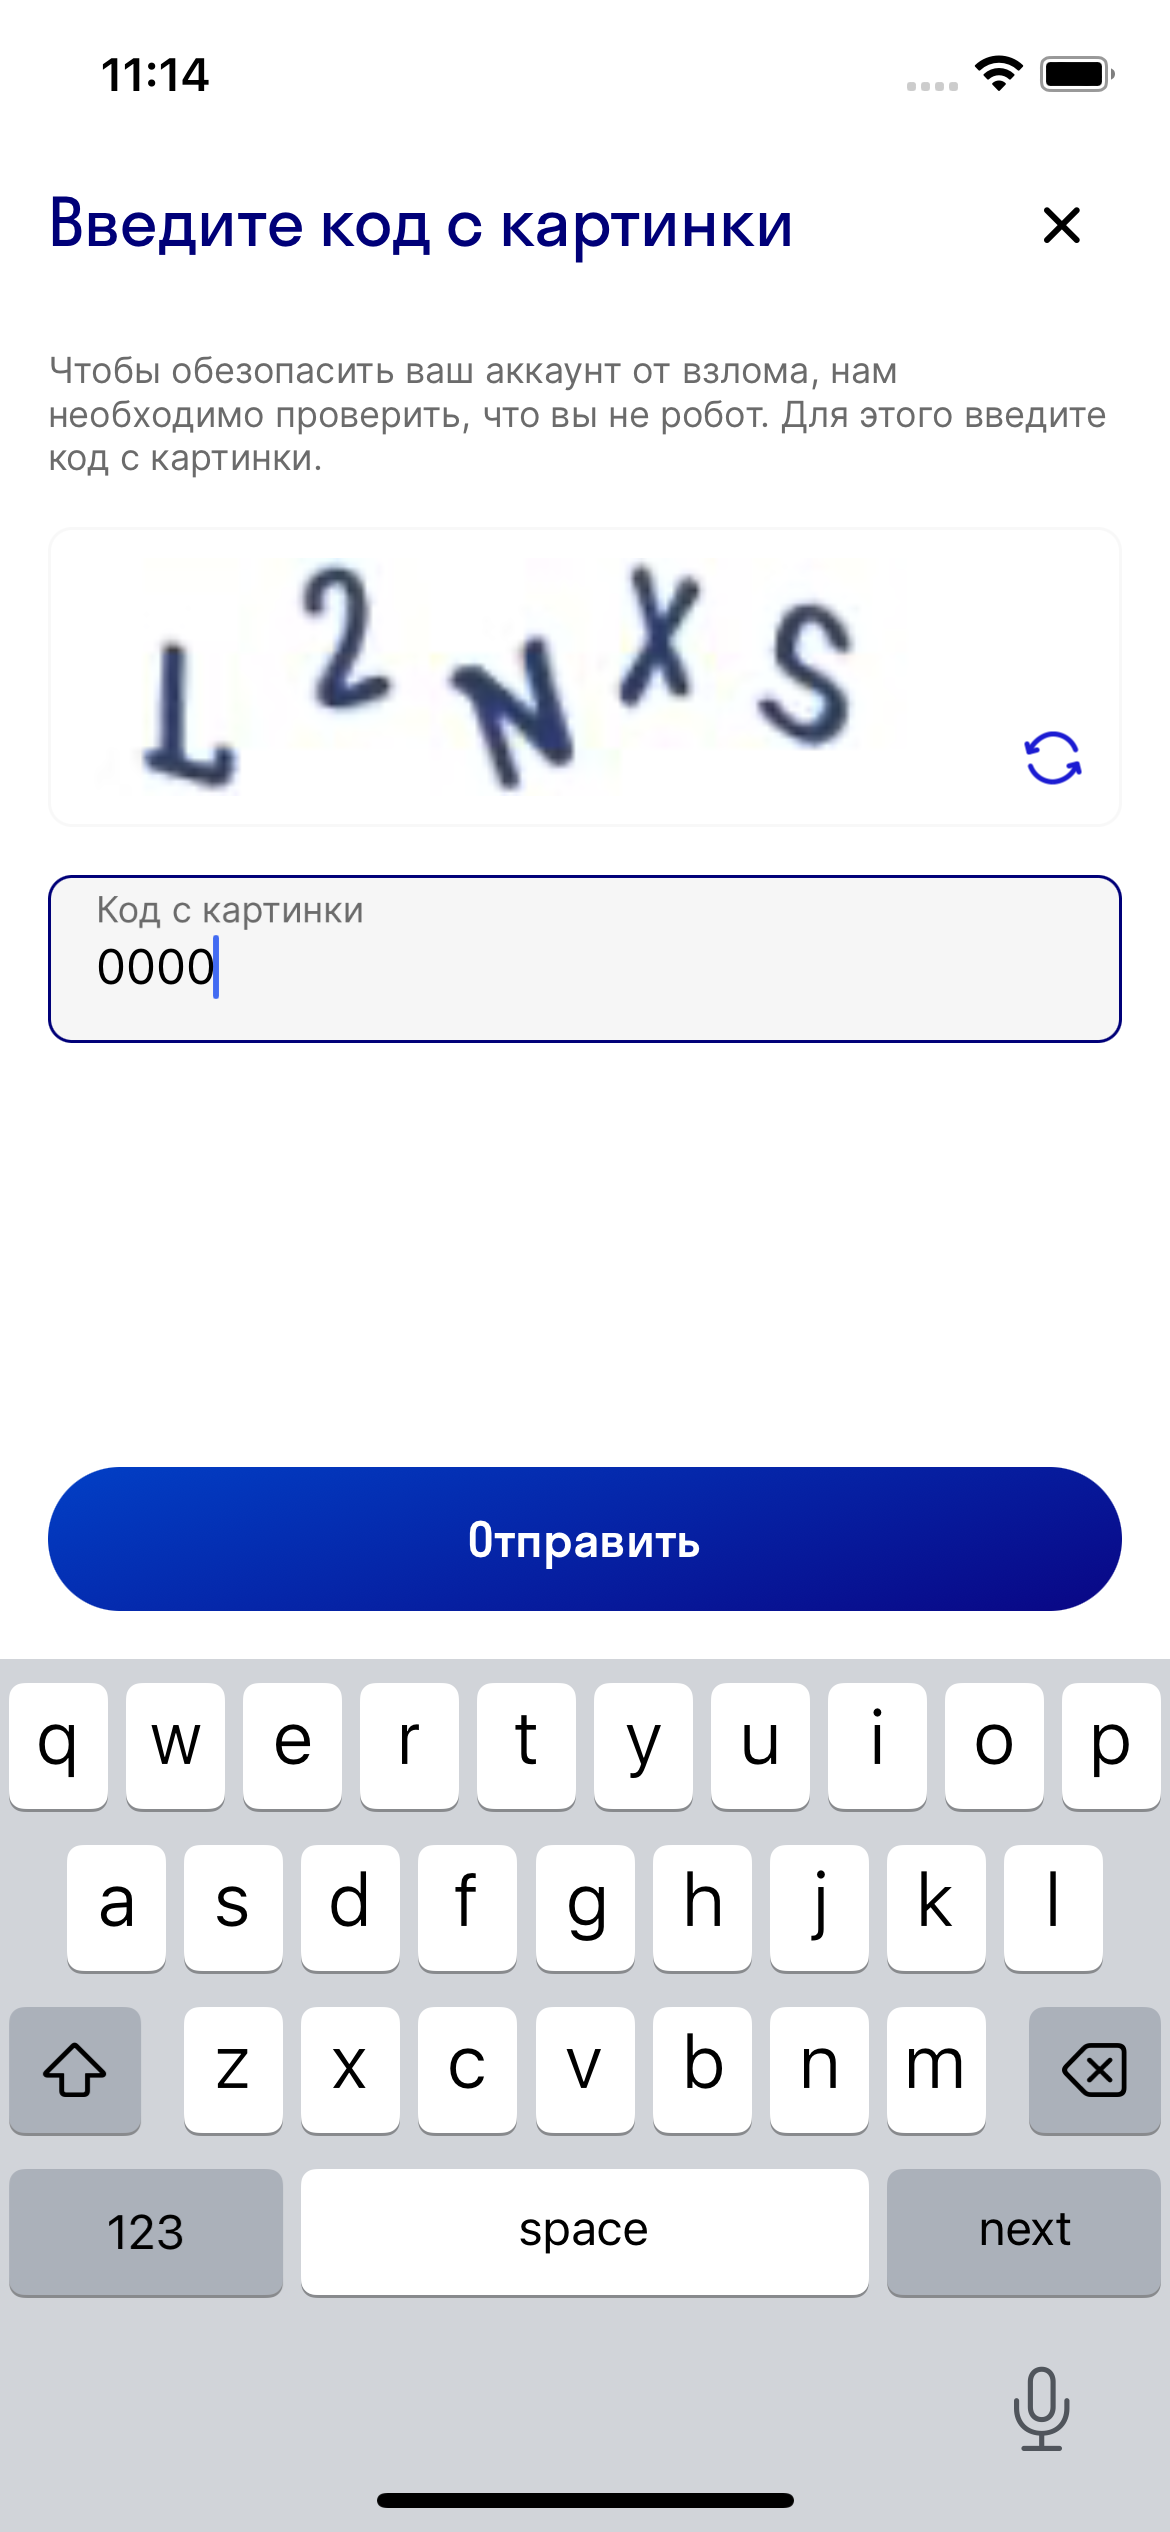 11:14
Введите код с картинки
Чтобы обезопасить ваш аккаунт от взлома, нам
необходимо проверить, что вы не робот. Для этого введите
код с картинки.
L2NXS
Код с картинки
0000
Отправить
q w e r t y u i o p
a s d f g h j k l
z x c v b n m
123 space next